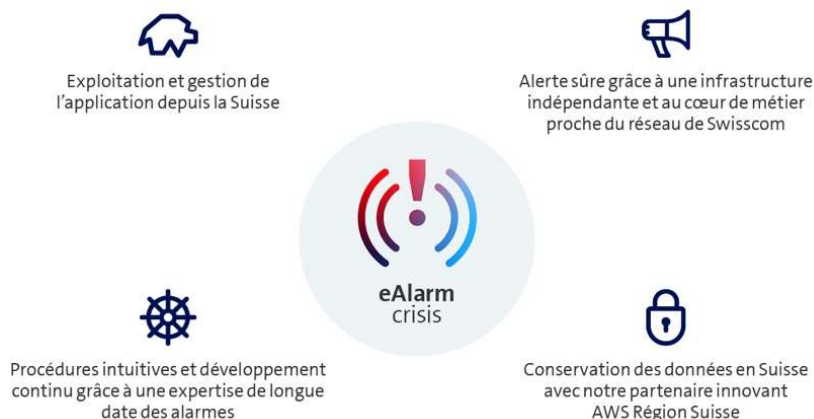 Exploitation et gestion de
l'application depuis la Suisse
Alerte sûre grâce à une infrastructure
indépendante et au cœur de métier
proche du réseau de Swisscom
eAlarm
crisis
Procédures intuitives et développement
continu grâce à une expertise de longue
date des alarmes
Conservation des données en Suisse
avec notre partenaire innovant
AWS Région Suisse